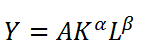 Y = AK^α L^β